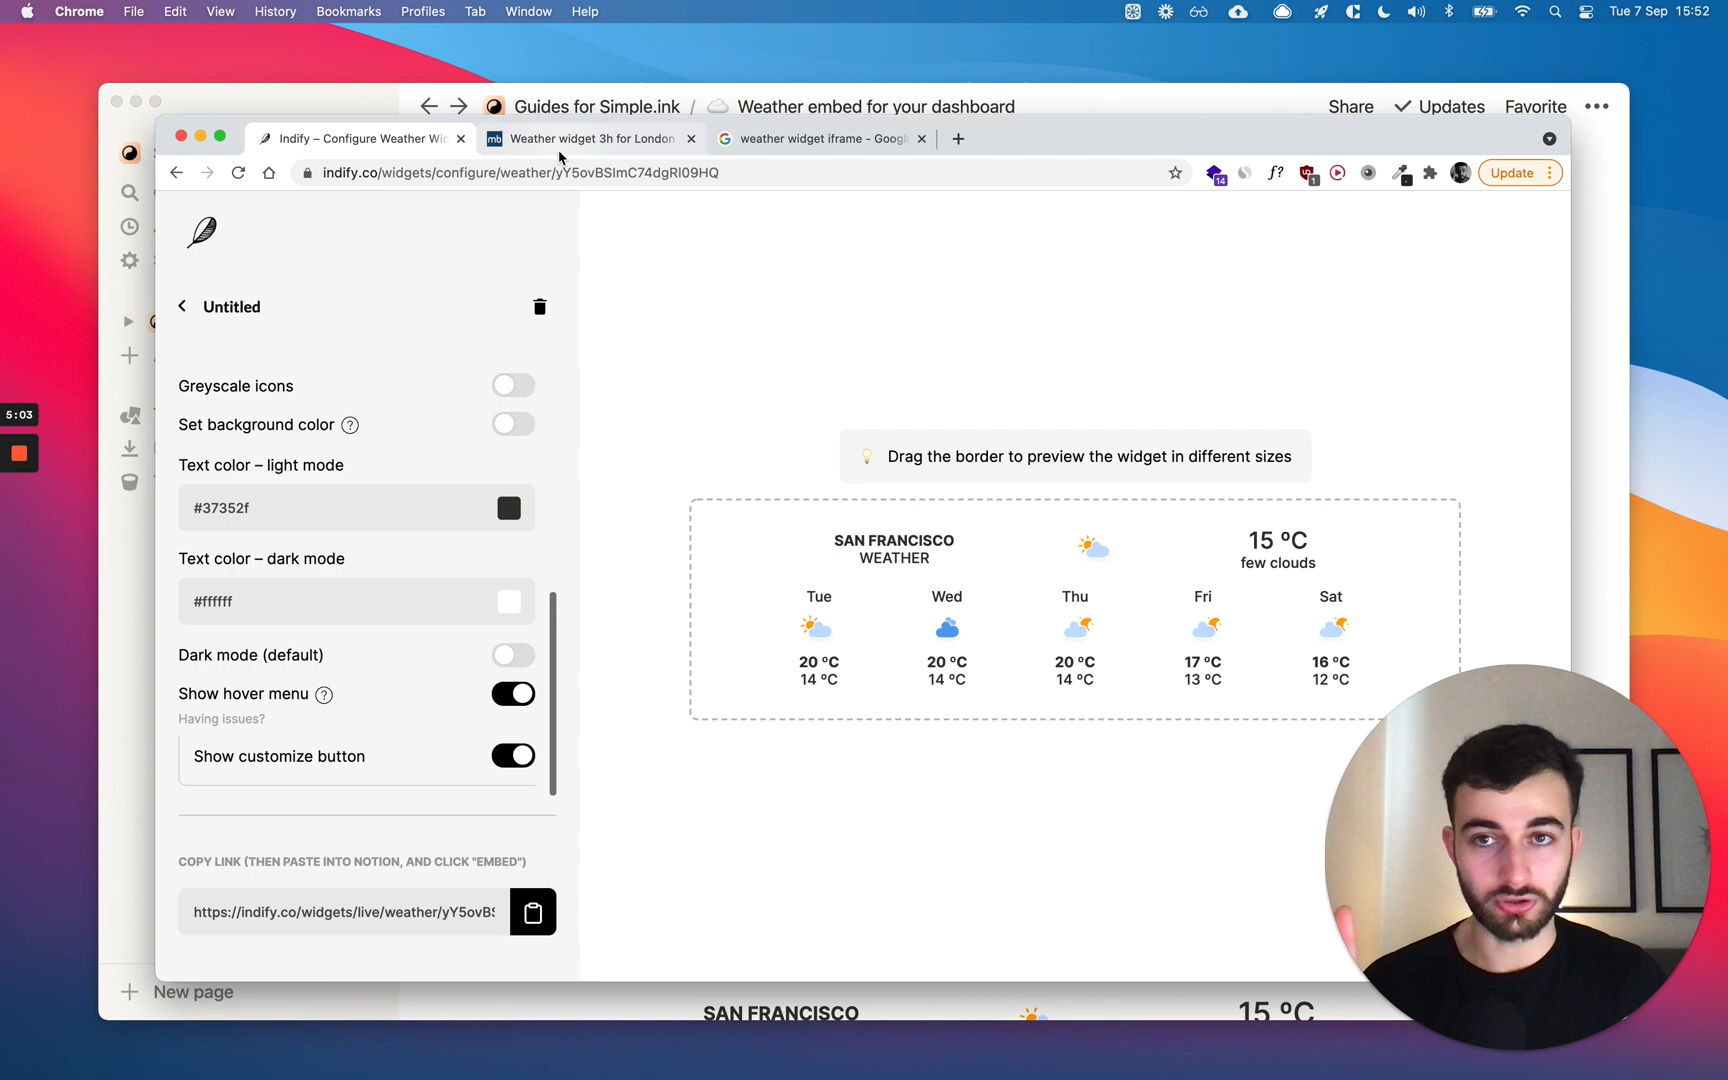 Chrome File Edit View History Bookmarks Profiles Tab Window Help Tue 7 Sep 15:52
Guides for Simple.ink / Weather embed for your dashboard Share Updates Favorite
Indify – Configure Weather Wi mb Weather widget 3h for London weather widget iframe - Googl
indify.co/widgets/configure/weather/yY5ovBSlmC74dgRl09HQ 14 f? 1 Update
Untitled
Greyscale icons
Set background color ?
Text color – light mode
#37352f
Text color – dark mode
#ffffff
Dark mode (default)
Show hover menu ?
Having issues?
Show customize button
COPY LINK (THEN PASTE INTO NOTION, AND CLICK "EMBED")
https://indify.co/widgets/live/weather/yY5ovBS
5:03
Drag the border to preview the widget in different sizes
SAN FRANCISCO
WEATHER
15 ºC
few clouds
Tue Wed Thu Fri Sat
20 ºC 20 ºC 20 ºC 17 ºC 16 ºC
14 ºC 14 ºC 14 ºC 13 ºC 12 ºC
New page
SAN FRANCISCO 15 ºC